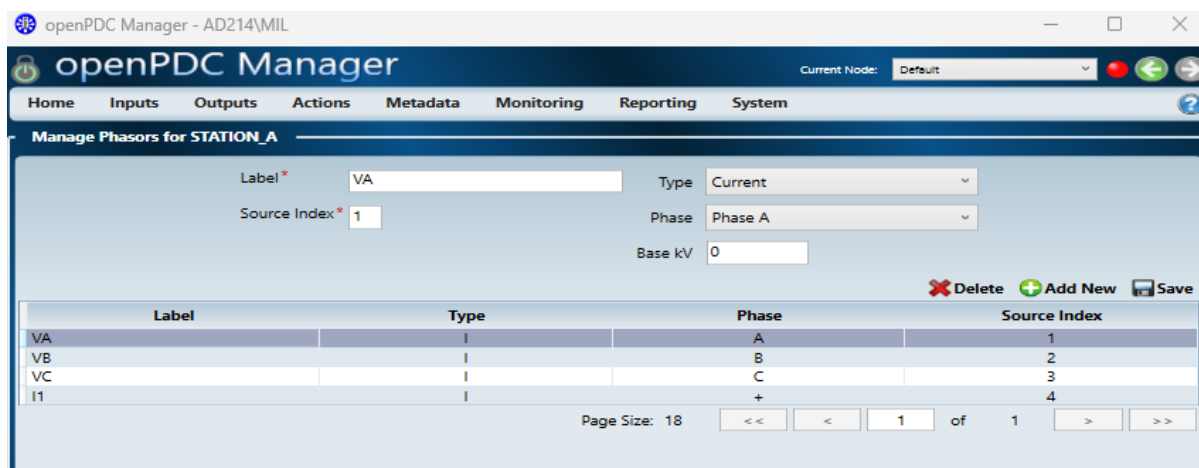 openPDC Manager - AD214\MIL
openPDC Manager
Current Node: Default
Home Inputs Outputs Actions Metadata Monitoring Reporting System
Manage Phasors for STATION_A
Label* VA Type Current
Source Index* 1 Phase Phase A
Base kV 0
Delete Add New Save
Label Type Phase Source Index
VA I A 1
VB I B 2
VC I C 3
I1 I + 4
Page Size: 18 << < 1 of 1 > >>